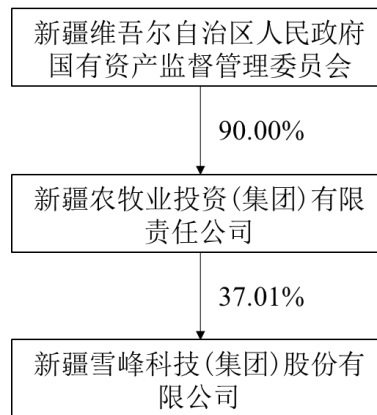 新疆维吾尔自治区人民政府
国有资产监督管理委员会
90.00%
新疆农牧业投资(集团)有限
责任公司
37.01%
新疆雪峰科技(集团)股份有
限公司